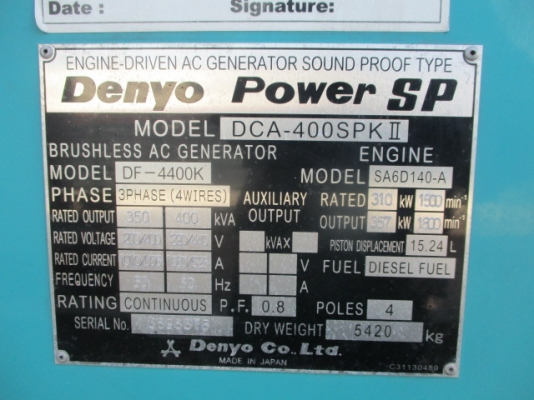 Date: Signature:
ENGINE-DRIVEN AC GENERATOR SOUND PROOF TYPE
Denyo Power SP
MODEL DCA-400SPK II
BRUSHLESS AC GENERATOR ENGINE
MODEL DF-4400K MODEL SA6D140-A
PHASE 3PHASE (4WIRES) AUXILIARY OUTPUT RATED OUTPUT 310 kW 1500 min⁻¹
RATED OUTPUT 350 400 kVA 357 kW 1800 min⁻¹
RATED VOLTAGE V kVAX PISTON DISPLACEMENT 15.24 L
RATED CURRENT A V FUEL DIESEL FUEL
FREQUENCY Hz A
RATING CONTINUOUS P.F. 0.8 POLES 4
SERIAL No. DRY WEIGHT 5420 kg
Denyo Co., Ltd.
MADE IN JAPAN C31130480